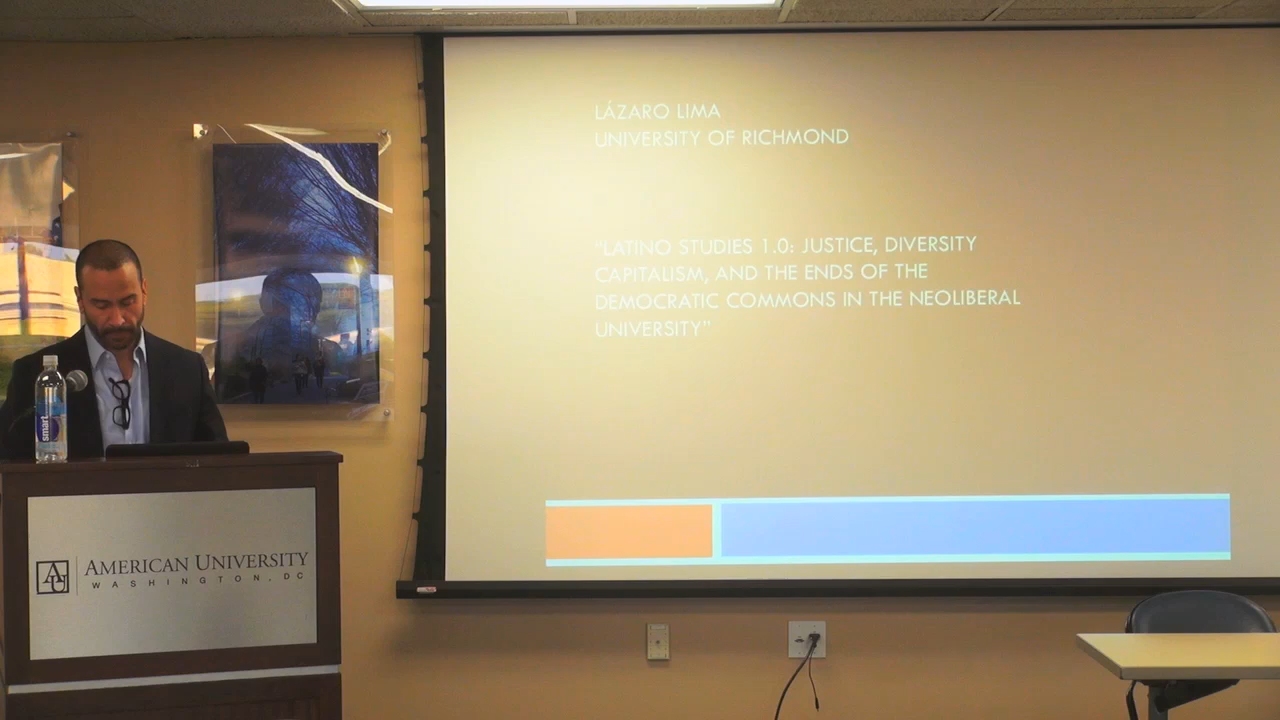 LÁZARO LIMA
UNIVERSITY OF RICHMOND
"LATINO STUDIES 1.0: JUSTICE, DIVERSITY
CAPITALISM, AND THE ENDS OF THE
DEMOCRATIC COMMONS IN THE NEOLIBERAL
UNIVERSITY"
smart
AU
AMERICAN UNIVERSITY
WASHINGTON, DC